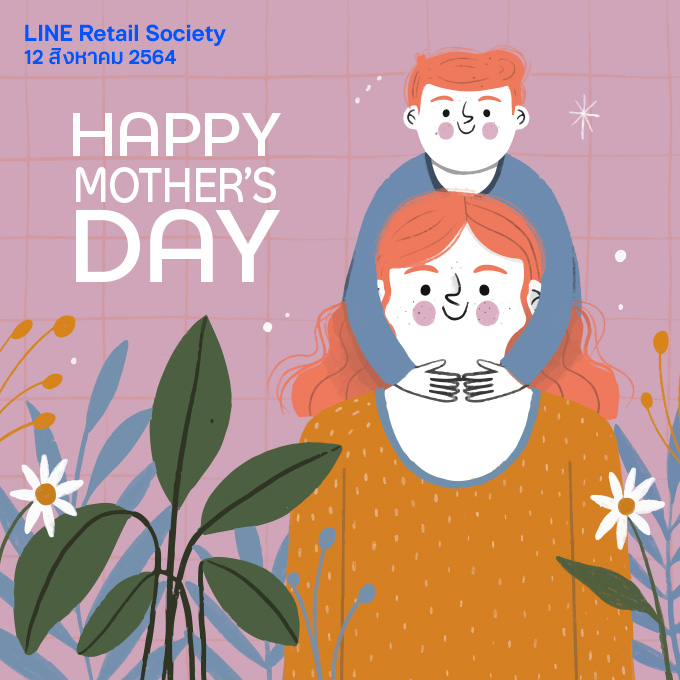 LINE Retail Society
12 สิงหาคม 2564
HAPPY
MOTHER'S
DAY